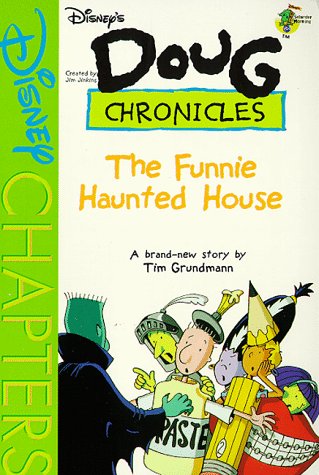 DISNEY'S
Created by
Jim Jinkins
DOUG
CHRONICLES
The Funnie
Haunted House
A brand-new story by
Tim Grundmann
DISNEY CHAPTERS
PASTE
TM